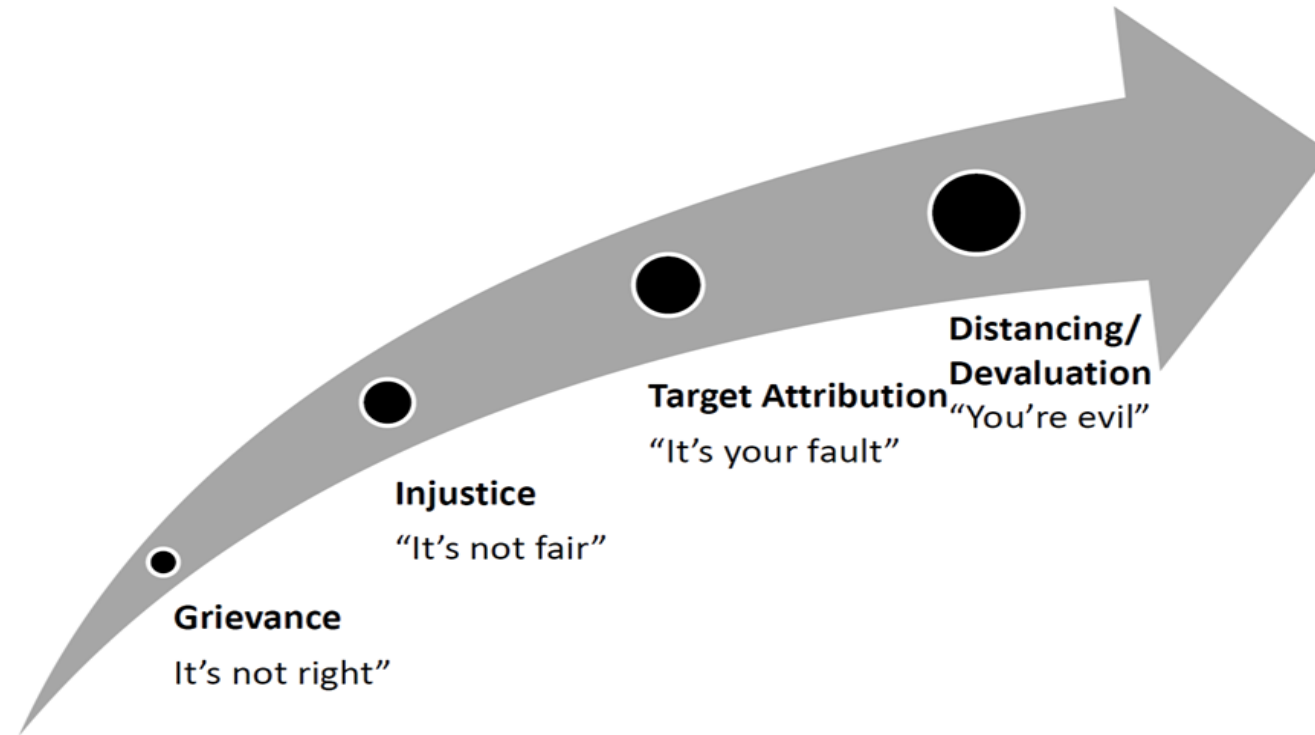 Grievance
It's not right”
Injustice
“It's not fair”
Target Attribution
“It's your fault”
Distancing/
Devaluation
“You're evil”